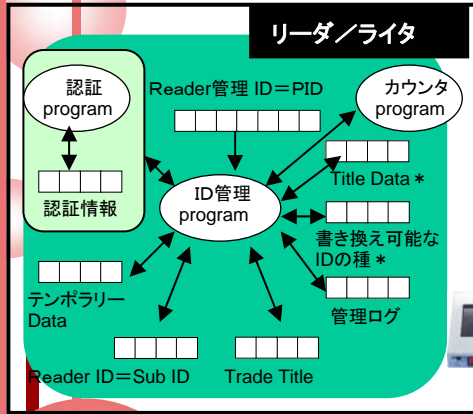 リーダ／ライタ
認証
program
Reader管理 ID＝PID
カウンタ
program
認証情報
ID管理
program
Title Data＊
書き換え可能な
IDの種＊
テンポラリー
Data
管理ログ
Reader ID＝Sub ID
Trade Title